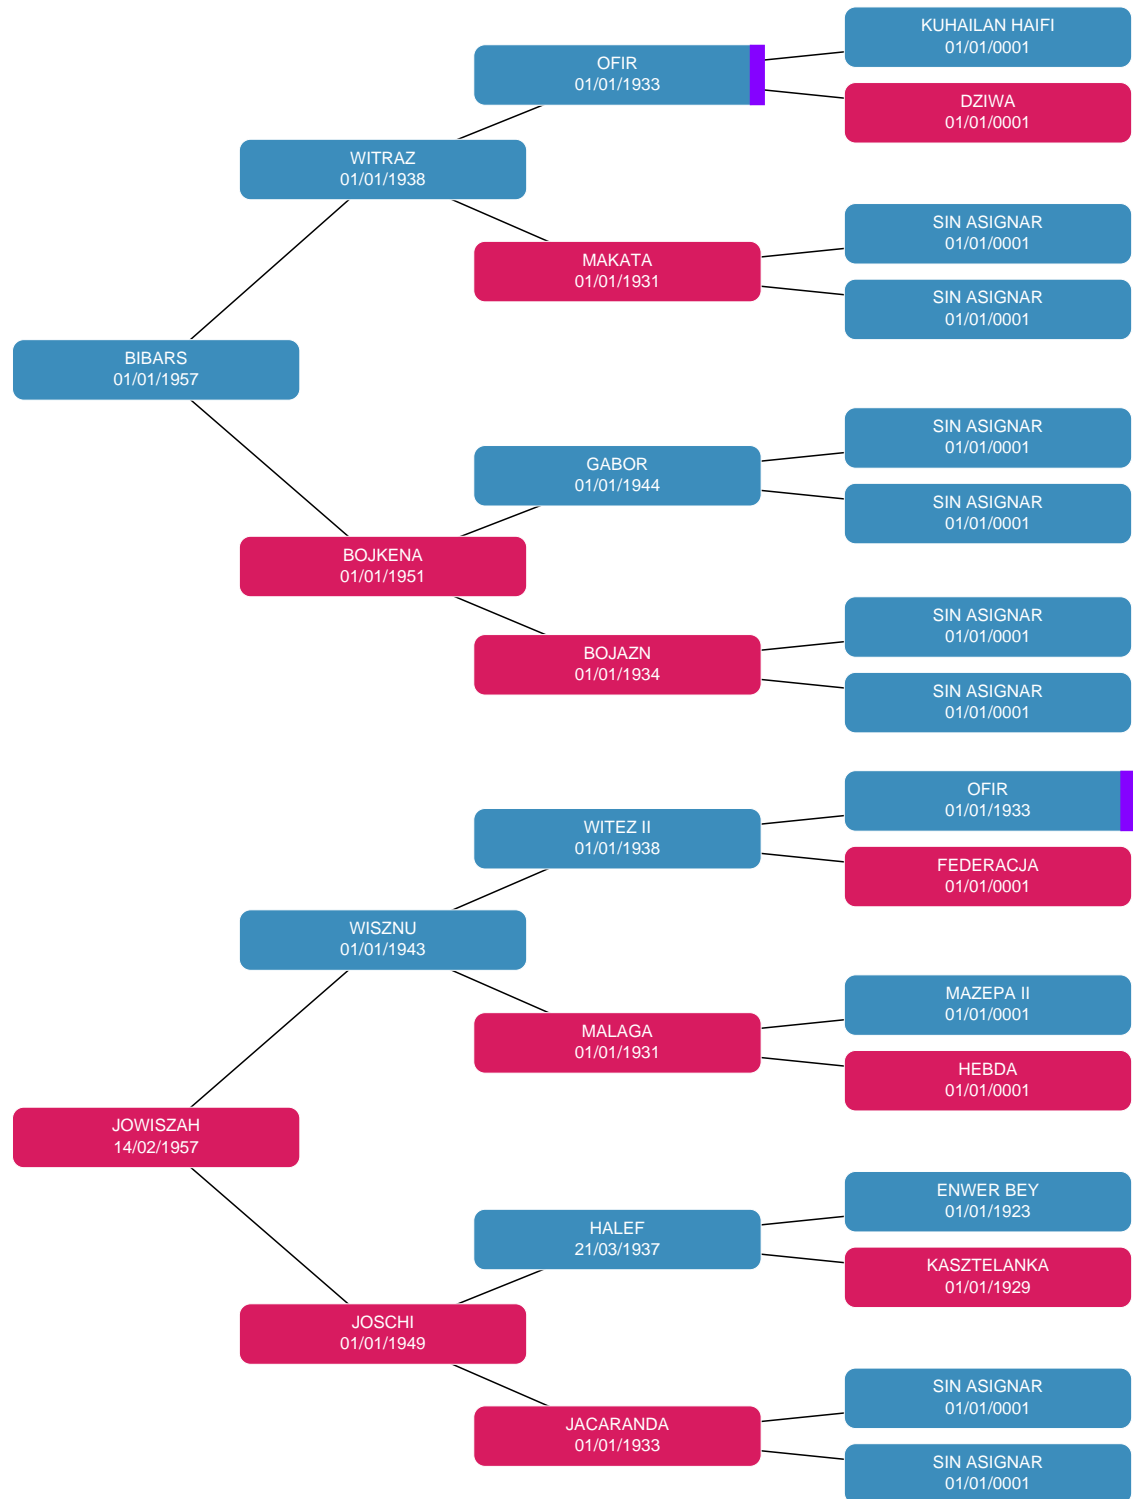 KUHAILAN HAIFI
01/01/0001
OFIR
01/01/1933
DZIWA
01/01/0001
WITRAZ
01/01/1938
SIN ASIGNAR
01/01/0001
MAKATA
01/01/1931
SIN ASIGNAR
01/01/0001
BIBARS
01/01/1957
SIN ASIGNAR
01/01/0001
GABOR
01/01/1944
SIN ASIGNAR
01/01/0001
BOJKENA
01/01/1951
SIN ASIGNAR
01/01/0001
BOJAZN
01/01/1934
SIN ASIGNAR
01/01/0001
OFIR
01/01/1933
WITEZ II
01/01/1938
FEDERACJA
01/01/0001
WISZNU
01/01/1943
MAZEPA II
01/01/0001
MALAGA
01/01/1931
HEBDA
01/01/0001
JOWISZAH
14/02/1957
ENWER BEY
01/01/1923
HALEF
21/03/1937
KASZTELANKA
01/01/1929
JOSCHI
01/01/1949
SIN ASIGNAR
01/01/0001
JACARANDA
01/01/1933
SIN ASIGNAR
01/01/0001